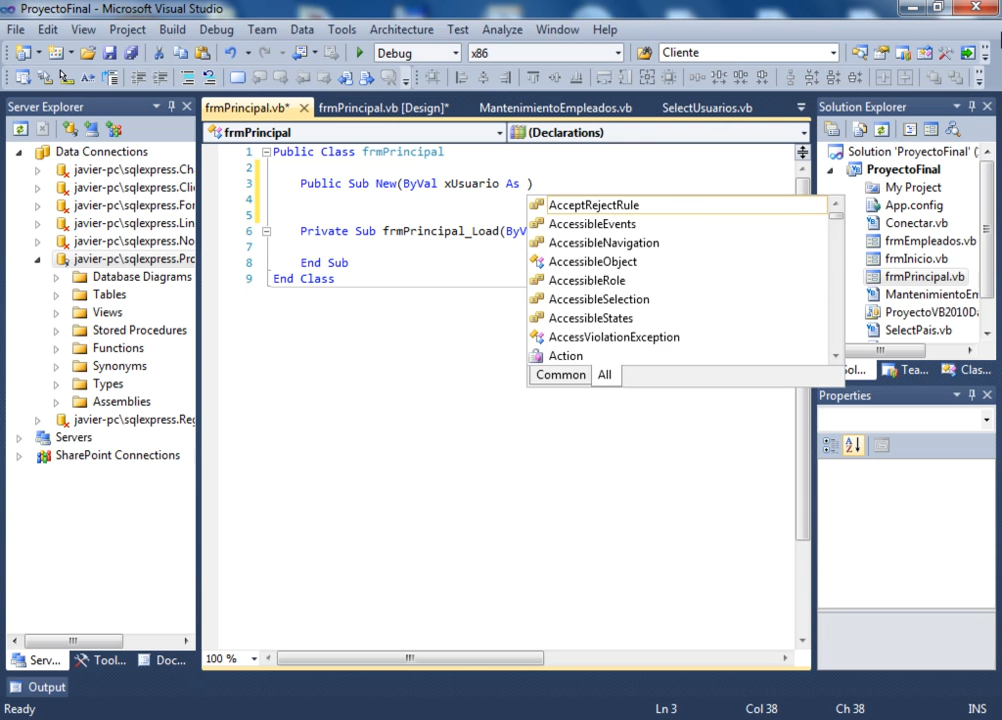 ProyectoFinal - Microsoft Visual Studio
File Edit View Project Build Debug Team Data Tools Architecture Test Analyze Window Help
Debug x86 Cliente
Server Explorer
Data Connections
javier-pc\sqlexpress.Ch
javier-pc\sqlexpress.Cli
javier-pc\sqlexpress.For
javier-pc\sqlexpress.Lin
javier-pc\sqlexpress.No
javier-pc\sqlexpress.Pro
Database Diagrams
Tables
Views
Stored Procedures
Functions
Synonyms
Types
Assemblies
javier-pc\sqlexpress.Reg
Servers
SharePoint Connections
Serv... Tool... Doc...
frmPrincipal.vb* frmPrincipal.vb [Design]* MantenimientoEmpleados.vb SelectUsuarios.vb
frmPrincipal (Declarations)
1 Public Class frmPrincipal
2
3 Public Sub New(ByVal xUsuario As )
4
5
6 Private Sub frmPrincipal_Load(ByV
7
8 End Sub
9 End Class
AcceptRejectRule
AccessibleEvents
AccessibleNavigation
AccessibleObject
AccessibleRole
AccessibleSelection
AccessibleStates
AccessViolationException
Action
Common All
100 %
Solution Explorer
Solution 'ProyectoFinal' (
ProyectoFinal
My Project
App.config
Conectar.vb
frmEmpleados.vb
frmInicio.vb
frmPrincipal.vb
MantenimientoEm
ProyectoVB2010Da
SelectPais.vb
Sol... Tea... Clas...
Properties
Output
Ready Ln 3 Col 38 Ch 38 INS